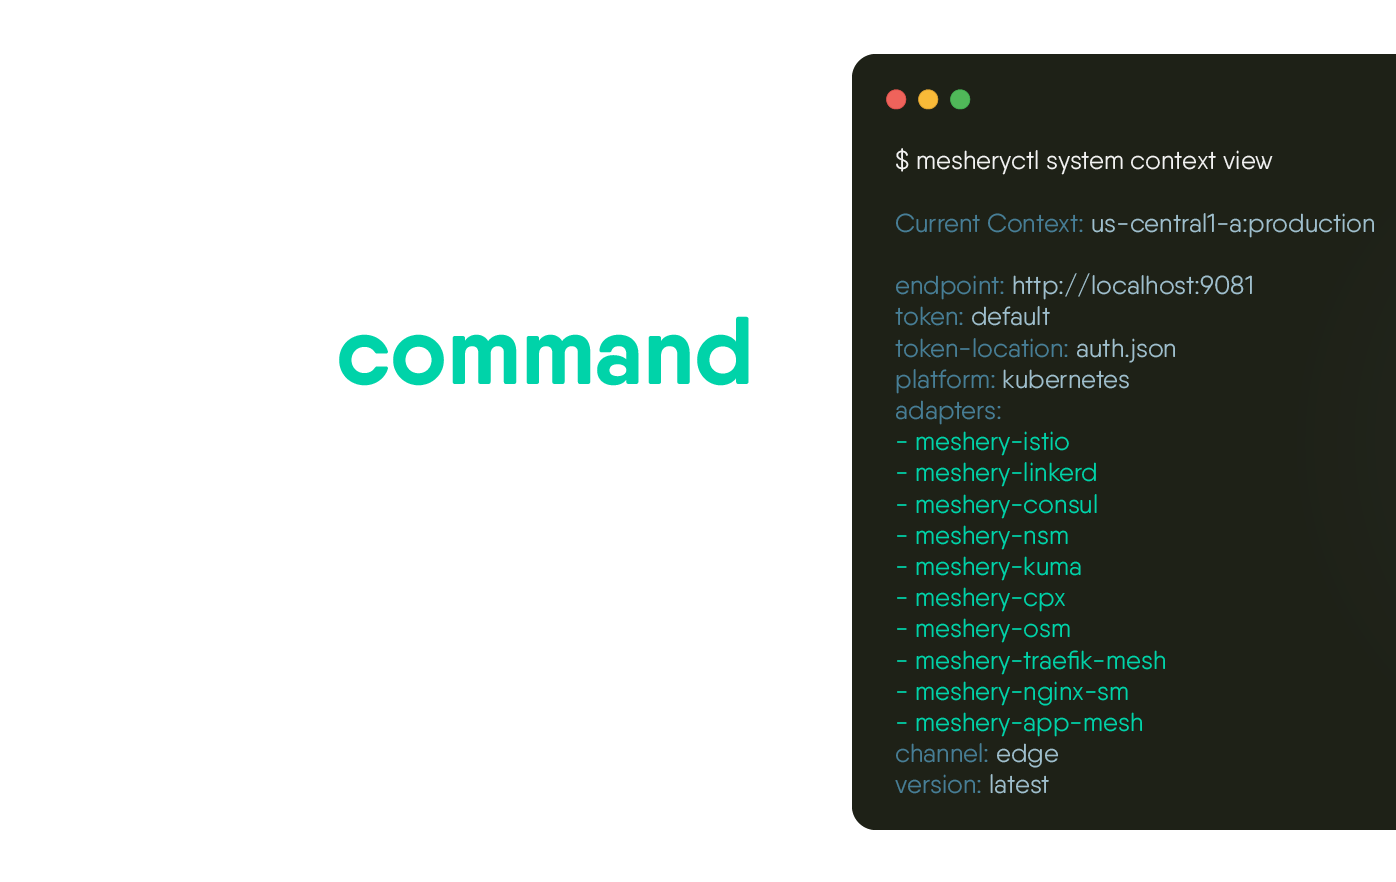 command
$ mesheryctl system context view
Current Context: us-central1-a:production
endpoint: http://localhost:9081
token: default
token-location: auth.json
platform: kubernetes
adapters:
- meshery-istio
- meshery-linkerd
- meshery-consul
- meshery-nsm
- meshery-kuma
- meshery-cpx
- meshery-osm
- meshery-traefik-mesh
- meshery-nginx-sm
- meshery-app-mesh
channel: edge
version: latest